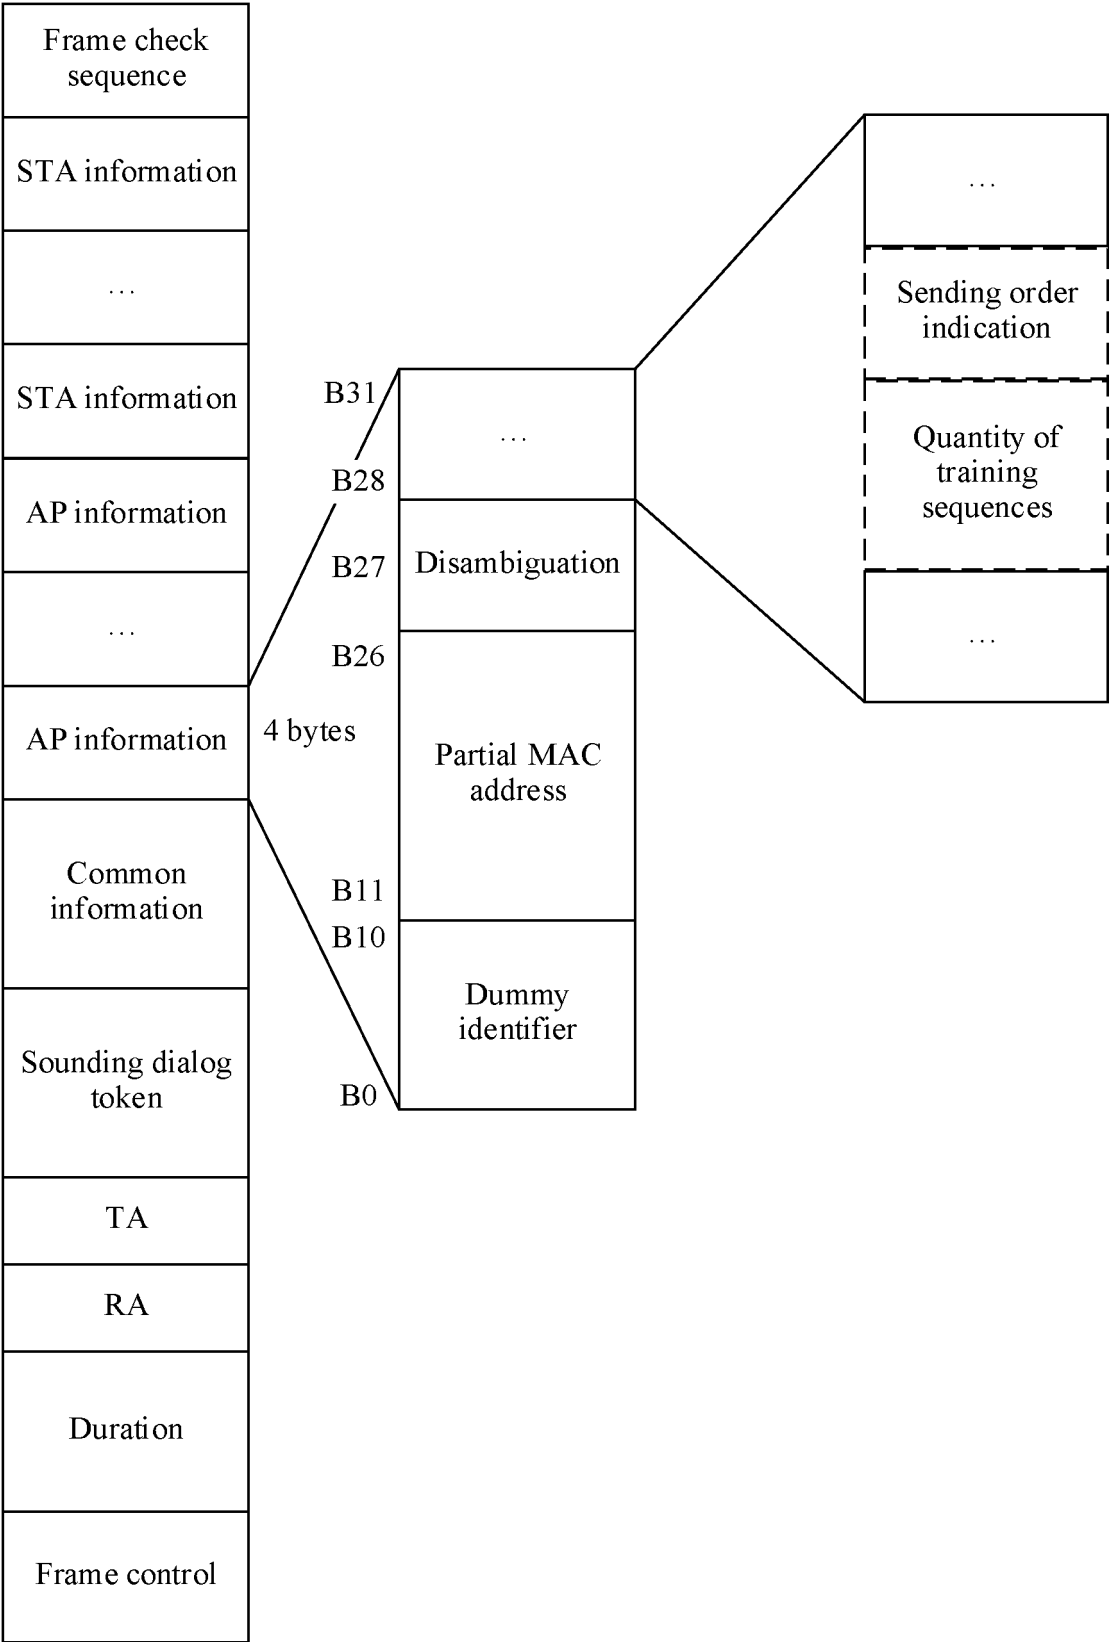 Frame check
sequence
STA information
...
STA information
AP information
...
AP information
Common
information
Sounding dialog
token
TA
RA
Duration
Frame control
4 bytes
B31
B28
B27
B26
B11
B10
B0
...
Disambiguation
Partial MAC
address
Dummy
identifier
...
Sending order
indication
Quantity of
training
sequences
...